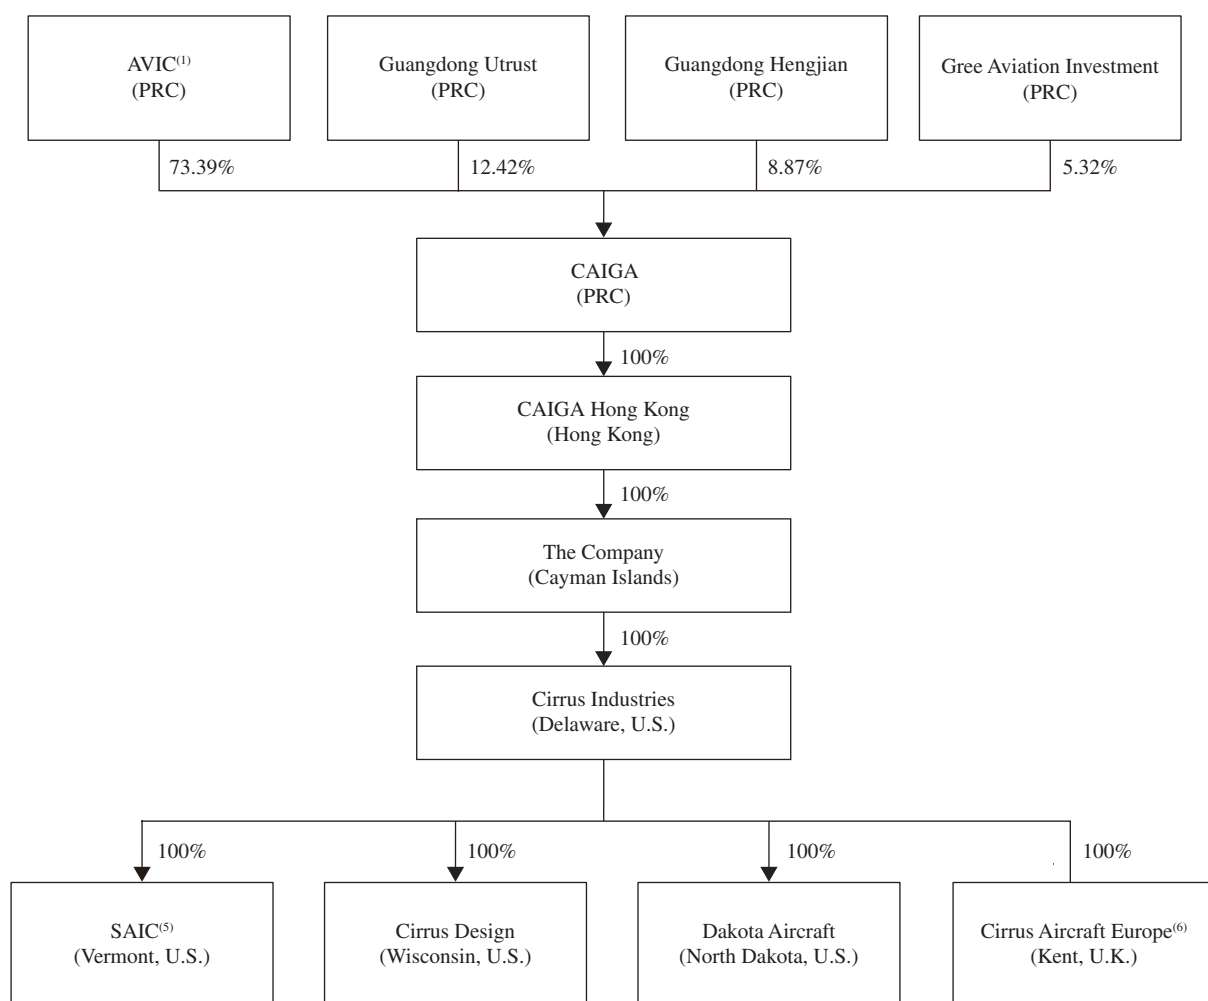 AVIC(1)
(PRC)
Guangdong Utrust
(PRC)
Guangdong Hengjian
(PRC)
Gree Aviation Investment
(PRC)
73.39%
12.42%
8.87%
5.32%
CAIGA
(PRC)
100%
CAIGA Hong Kong
(Hong Kong)
100%
The Company
(Cayman Islands)
100%
Cirrus Industries
(Delaware, U.S.)
100%
100%
100%
100%
SAIC(5)
(Vermont, U.S.)
Cirrus Design
(Wisconsin, U.S.)
Dakota Aircraft
(North Dakota, U.S.)
Cirrus Aircraft Europe(6)
(Kent, U.K.)